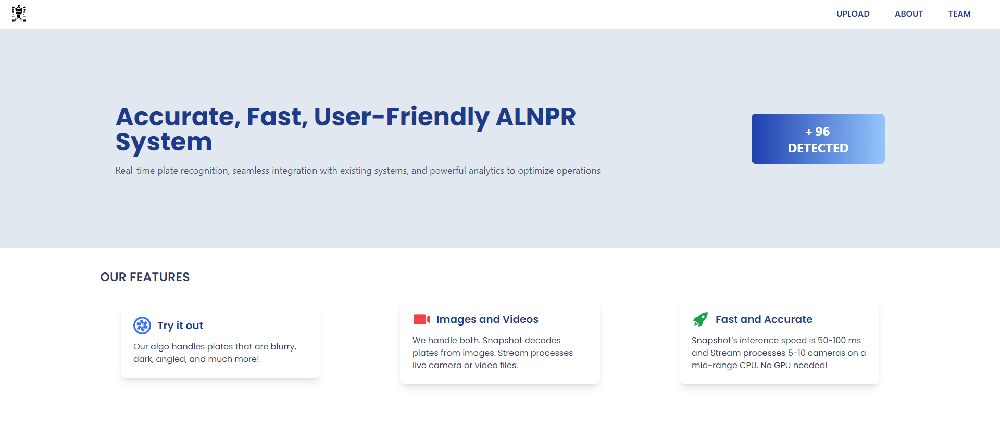 UPLOAD ABOUT TEAM
Accurate, Fast, User-Friendly ALNPR
System
Real-time plate recognition, seamless integration with existing systems, and powerful analytics to optimize operations
+ 96
DETECTED
OUR FEATURES
Try it out
Our algo handles plates that are blurry,
dark, angled, and much more!
Images and Videos
We handle both. Snapshot decodes
plates from images. Stream processes
live camera or video files.
Fast and Accurate
Snapshot’s inference speed is 50-100 ms
and Stream processes 5-10 cameras on a
mid-range CPU. No GPU needed!